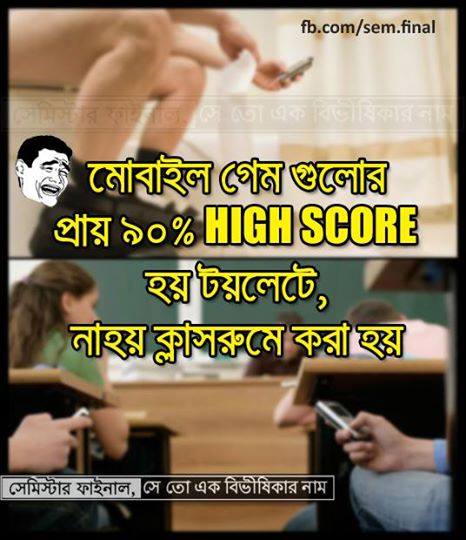 fb.com/sem.final
সেমিস্টার ফাইনাল, সে তো এক বিভীষিকার নাম
মোবাইল গেম গুলোর
প্রায় ৯০% HIGH SCORE
হয় টয়লেটে,
নাহয় ক্লাসরুমে করা হয়
সেমিস্টার ফাইনাল, সে তো এক বিভীষিকার নাম